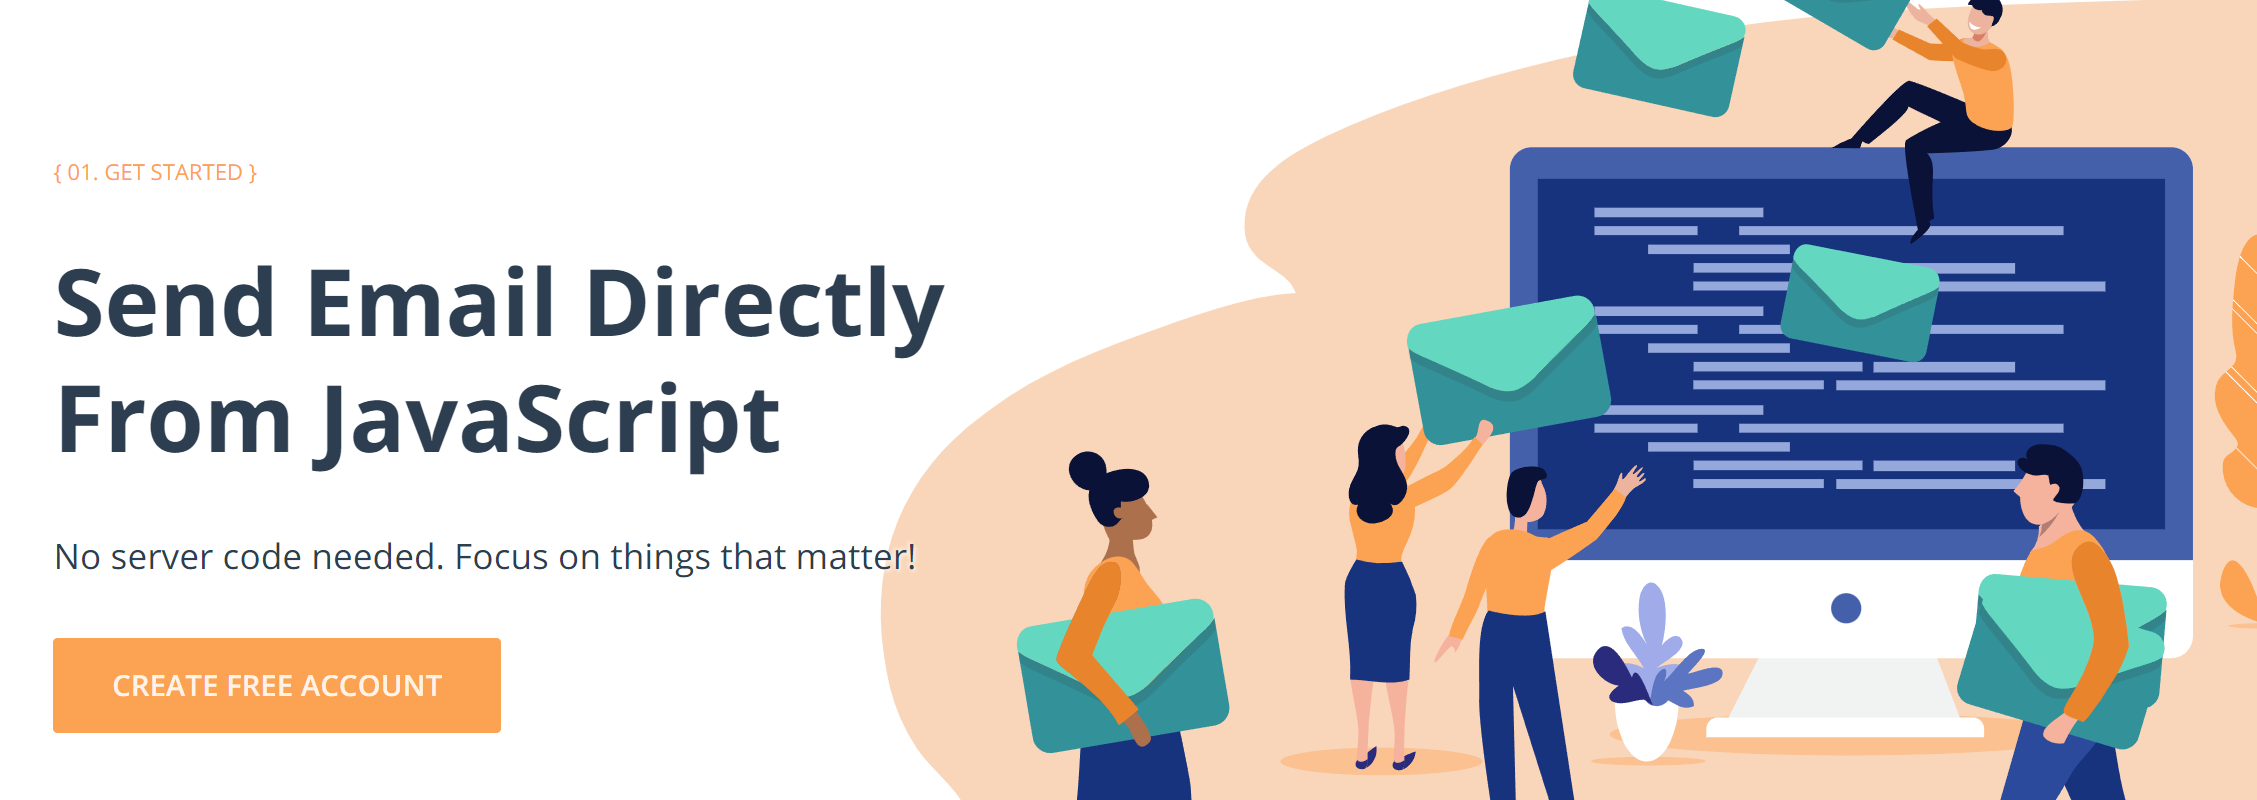 { 01. GET STARTED }
Send Email Directly
From JavaScript
No server code needed. Focus on things that matter!
CREATE FREE ACCOUNT